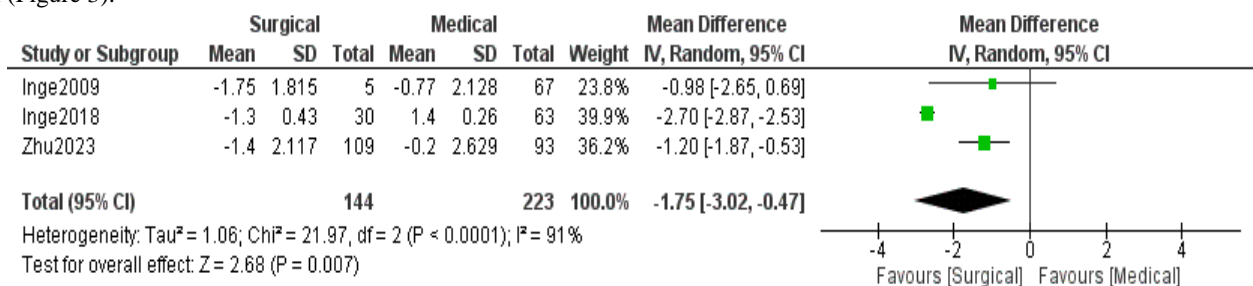 (Figure 3).
Surgical Medical Mean Difference Mean Difference
Study or Subgroup Mean SD Total Mean SD Total Weight IV, Random, 95% CI IV, Random, 95% CI
Inge2009 -1.75 1.815 5 -0.77 2.128 67 23.8% -0.98 [-2.65, 0.69]
Inge2018 -1.3 0.43 30 1.4 0.26 63 39.9% -2.70 [-2.87, -2.53]
Zhu2023 -1.4 2.117 109 -0.2 2.629 93 36.2% -1.20 [-1.87, -0.53]
Total (95% CI) 144 223 100.0% -1.75 [-3.02, -0.47]
Heterogeneity: Tau² = 1.06; Chi² = 21.97, df = 2 (P < 0.0001); I² = 91%
Test for overall effect: Z = 2.68 (P = 0.007)
-4 -2 0 2 4
Favours [Surgical] Favours [Medical]